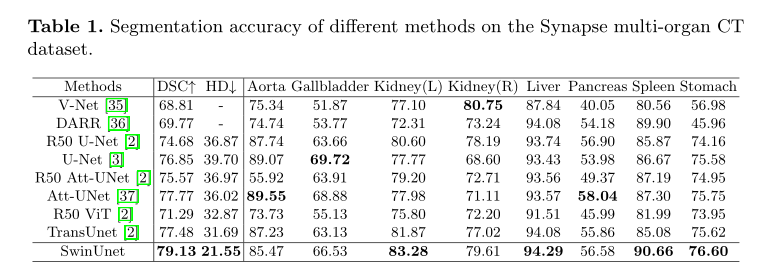 Table 1. Segmentation accuracy of different methods on the Synapse multi-organ CT
dataset.
Methods DSC↑ HD↓ Aorta Gallbladder Kidney(L) Kidney(R) Liver Pancreas Spleen Stomach
V-Net [35] 68.81 - 75.34 51.87 77.10 80.75 87.84 40.05 80.56 56.98
DARR [36] 69.77 - 74.74 53.77 72.31 73.24 94.08 54.18 89.90 45.96
R50 U-Net [2] 74.68 36.87 87.74 63.66 80.60 78.19 93.74 56.90 85.87 74.16
U-Net [3] 76.85 39.70 89.07 69.72 77.77 68.60 93.43 53.98 86.67 75.58
R50 Att-UNet [2] 75.57 36.97 55.92 63.91 79.20 72.71 93.56 49.37 87.19 74.95
Att-UNet [37] 77.77 36.02 89.55 68.88 77.98 71.11 93.57 58.04 87.30 75.75
R50 ViT [2] 71.29 32.87 73.73 55.13 75.80 72.20 91.51 45.99 81.99 73.95
TransUnet [2] 77.48 31.69 87.23 63.13 81.87 77.02 94.08 55.86 85.08 75.62
SwinUnet 79.13 21.55 85.47 66.53 83.28 79.61 94.29 56.58 90.66 76.60